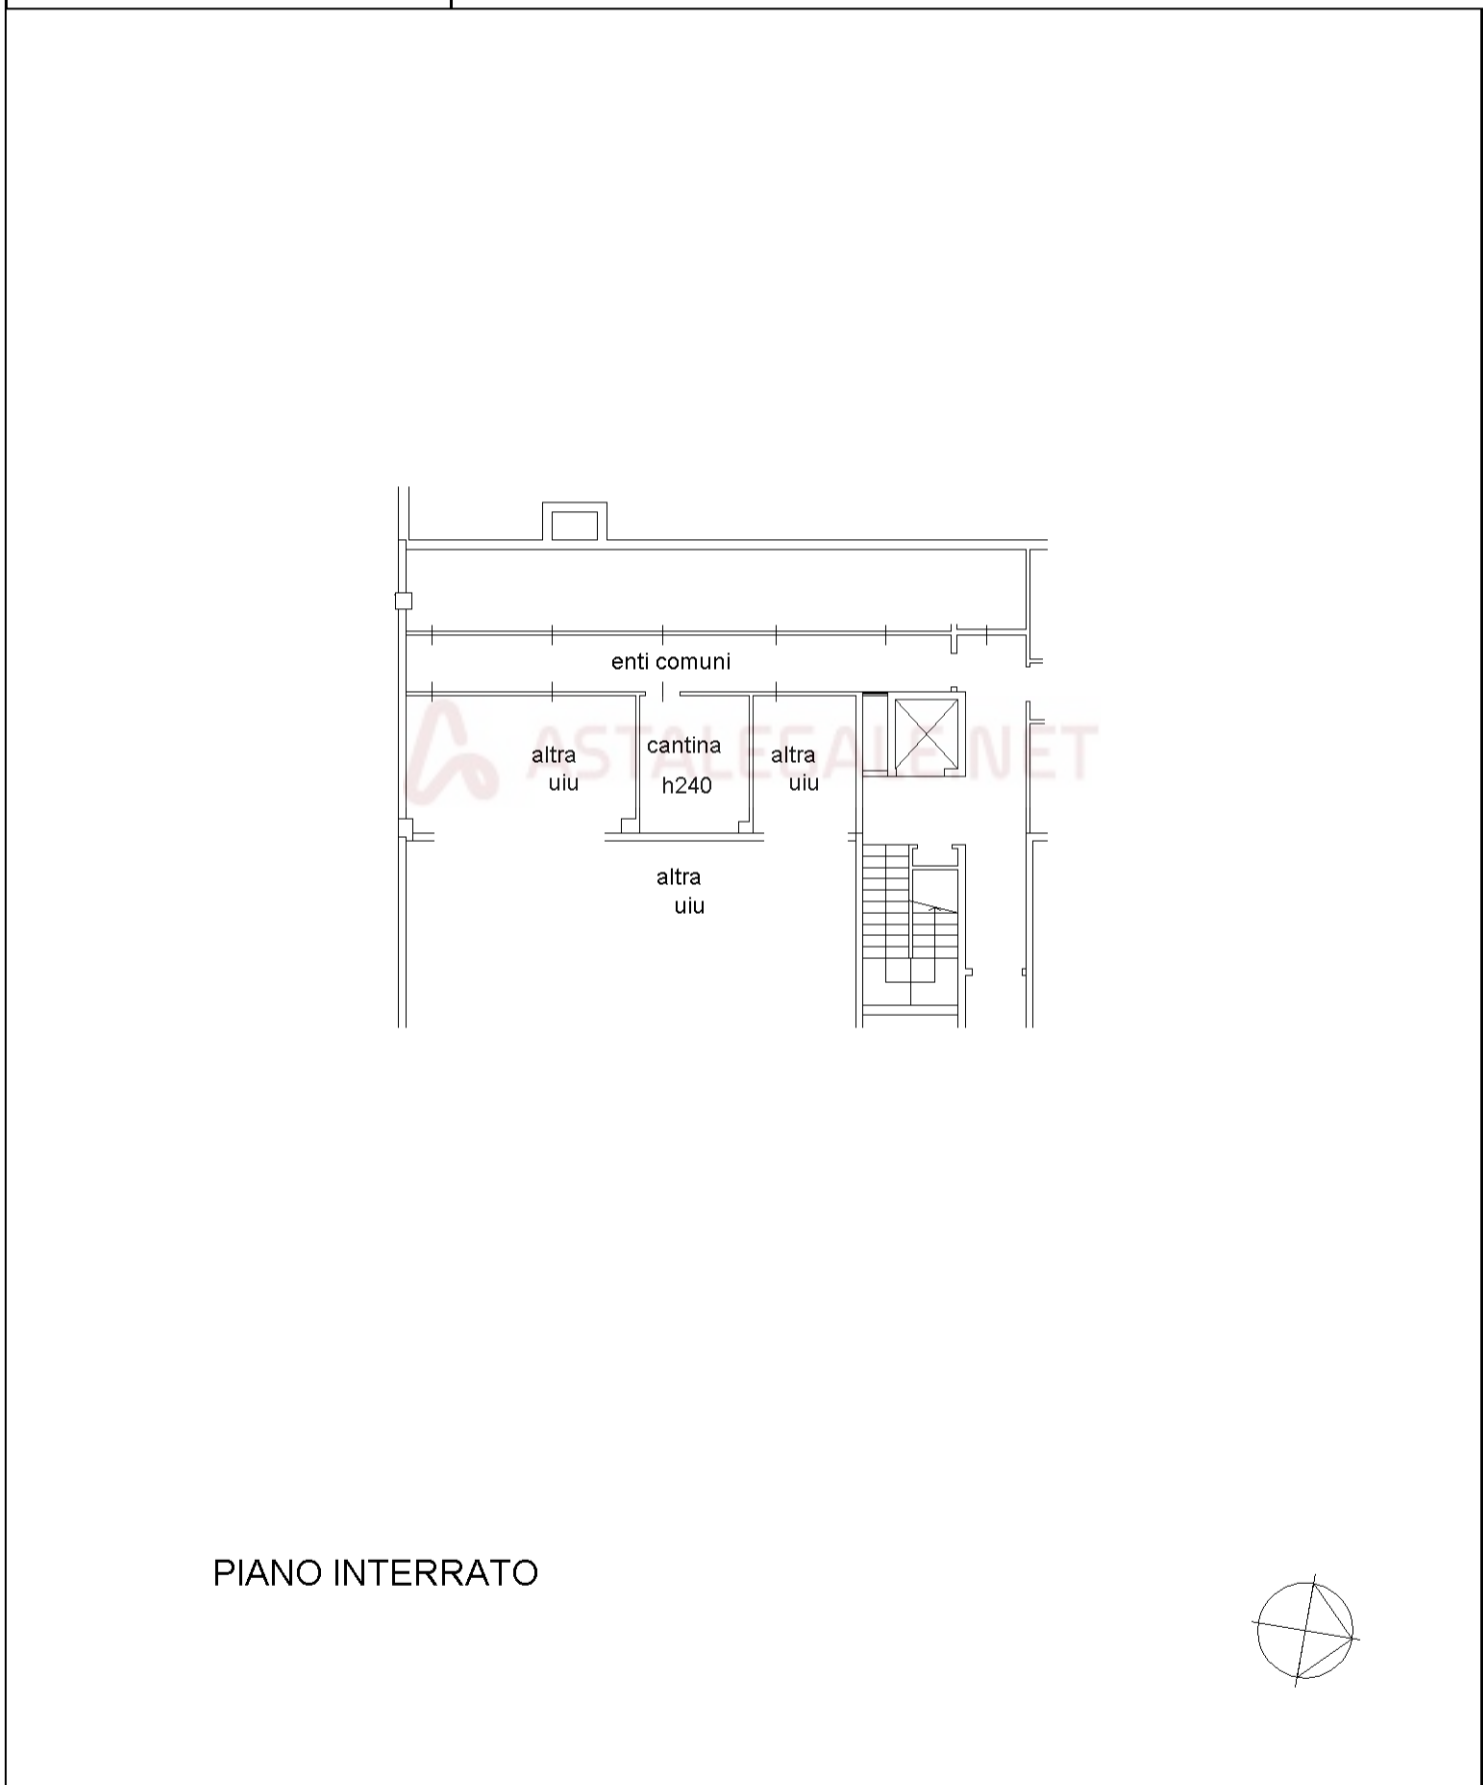 enti comuni
ASTALEGALE.NET
cantina
h240
altra
uiu
altra
uiu
altra
uiu
PIANO INTERRATO